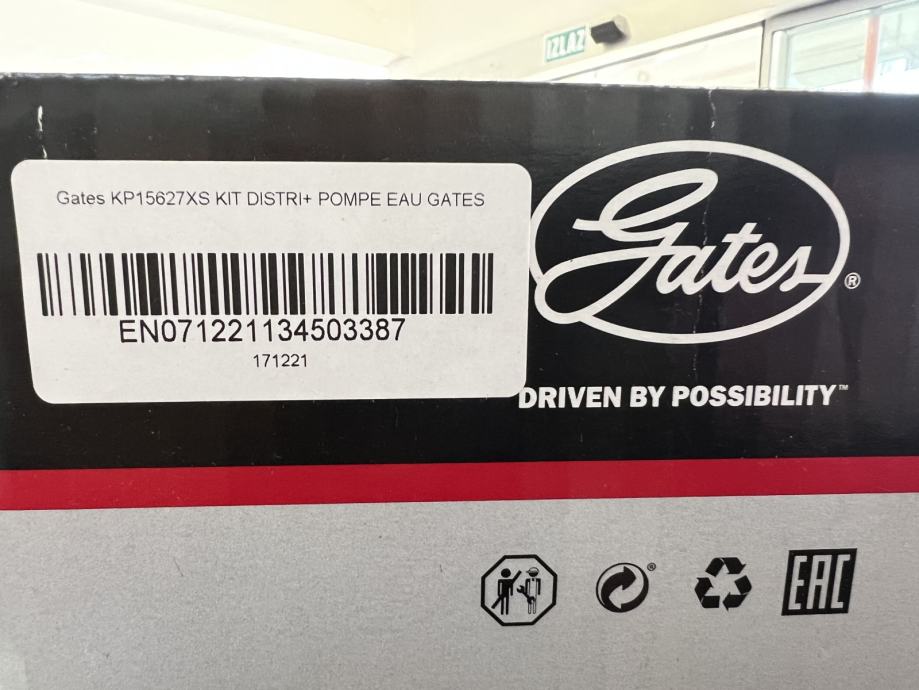 IZLAZ
Gates KP15627XS KIT DISTRI+ POMPE EAU GATES
EN071221134503387
171221
Gates®
DRIVEN BY POSSIBILITY™
®
EAC